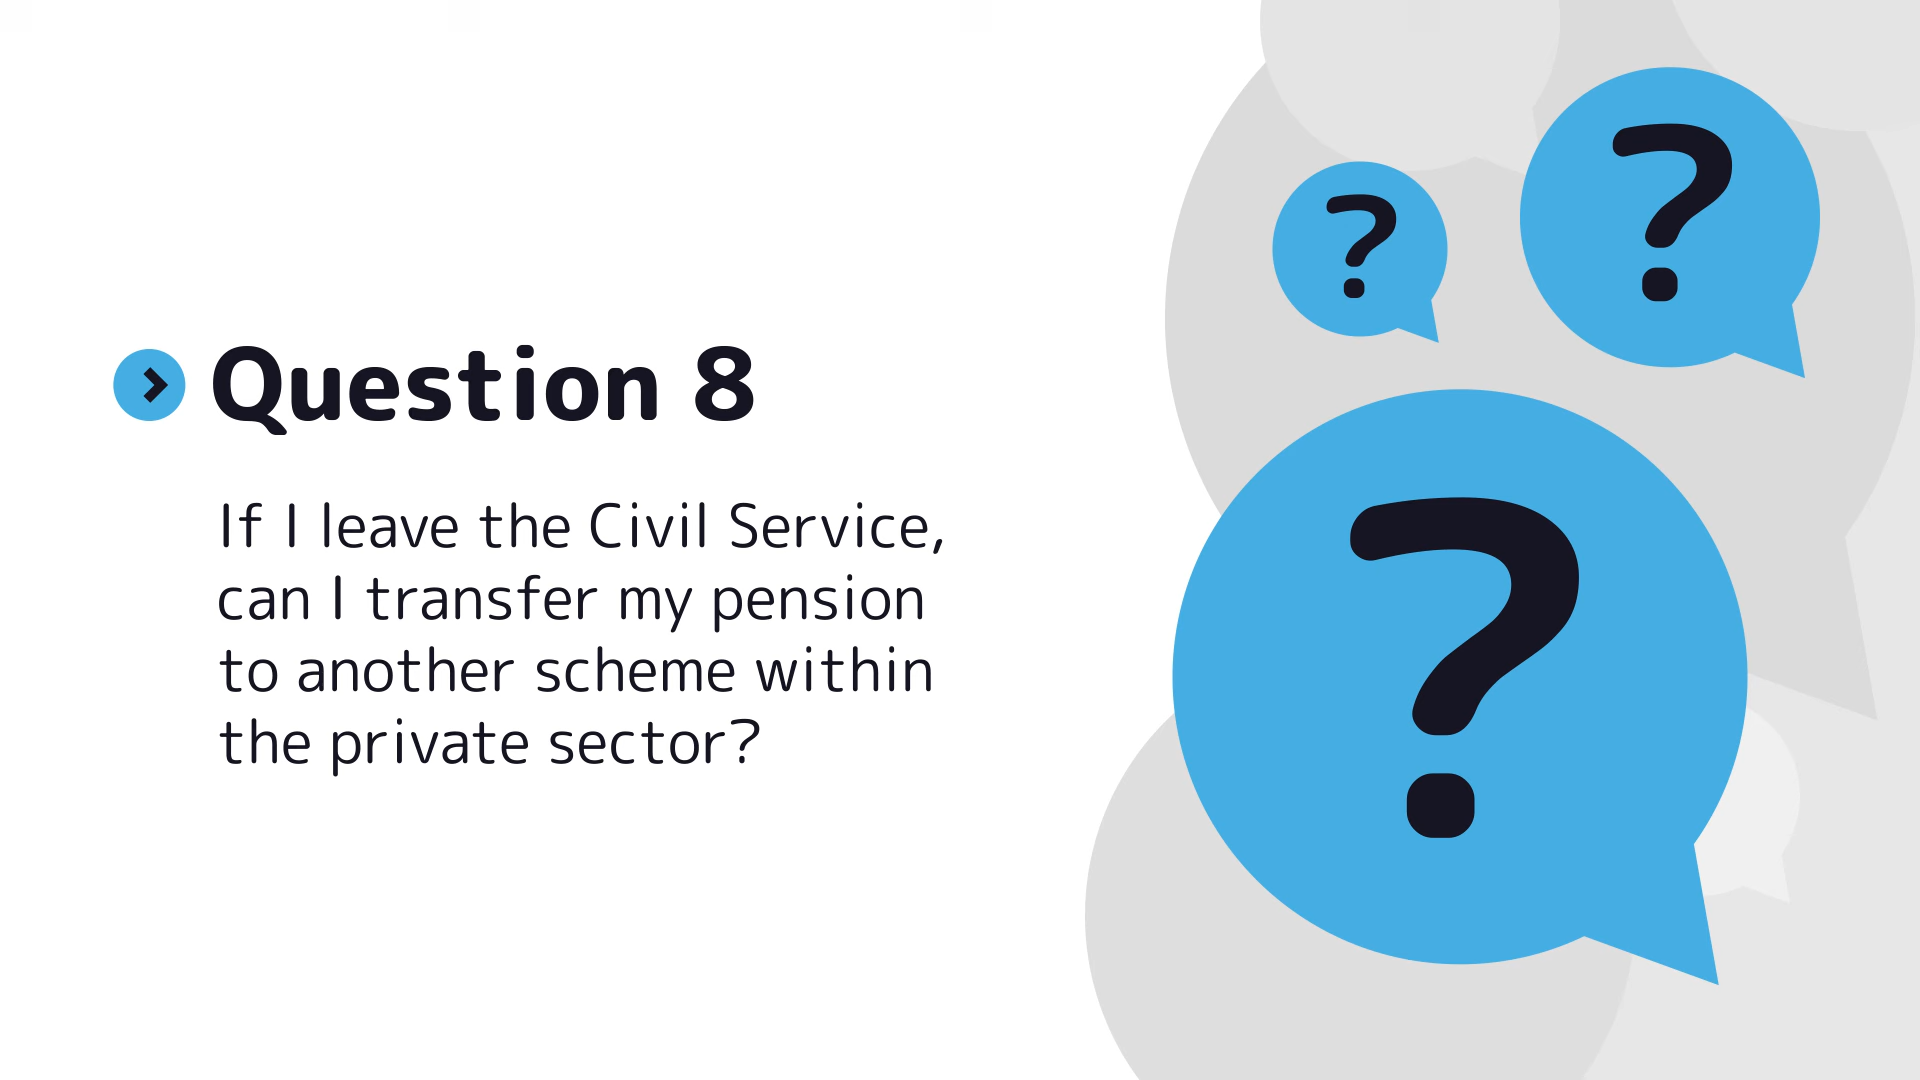 Question 8
If I leave the Civil Service,
can I transfer my pension
to another scheme within
the private sector?
?
?
?